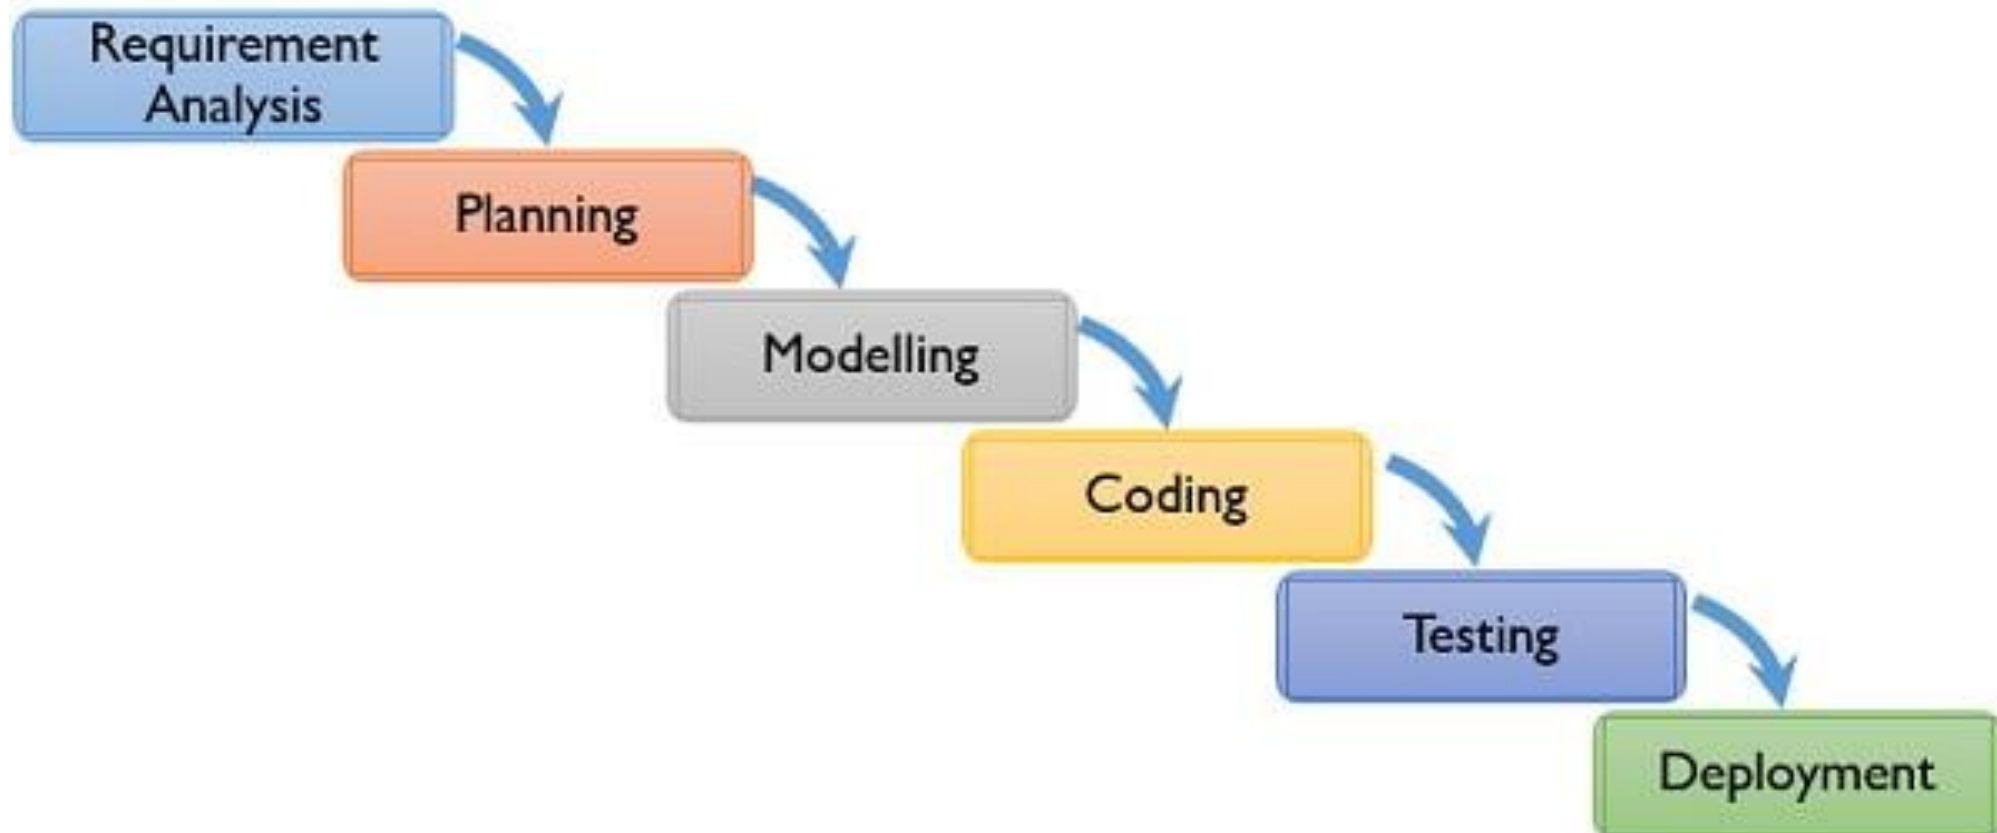 Requirement
Analysis
Planning
Modelling
Coding
Testing
Deployment